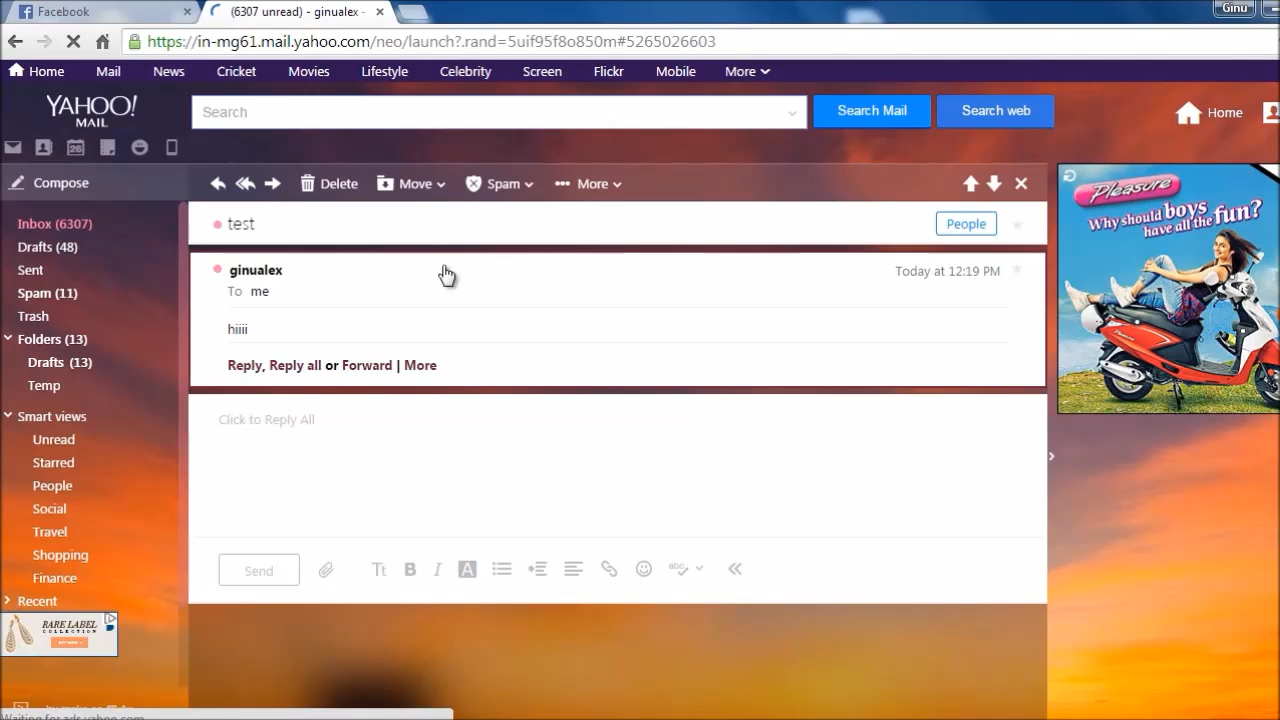 Facebook
(6307 unread) - ginualex -
Ginu
https://in-mg61.mail.yahoo.com/neo/launch?.rand=5uif95f8o850m#5265026603
Home Mail News Cricket Movies Lifestyle Celebrity Screen Flickr Mobile More
YAHOO!
MAIL
Search
Search Mail
Search web
Home
26
Compose
Delete Move Spam More
Inbox (6307)
Drafts (48)
Sent
Spam (11)
Trash
Folders (13)
Drafts (13)
Temp
Smart views
Unread
Starred
People
Social
Travel
Shopping
Finance
Recent
RARE LABEL
COLLECTION
test
People
ginualex
Today at 12:19 PM
To me
hiiii
Reply, Reply all or Forward | More
Click to Reply All
Send
Tt B I A
abc
Pleasure
Why should boys
have all the fun?
Waiting for ads.yahoo.com